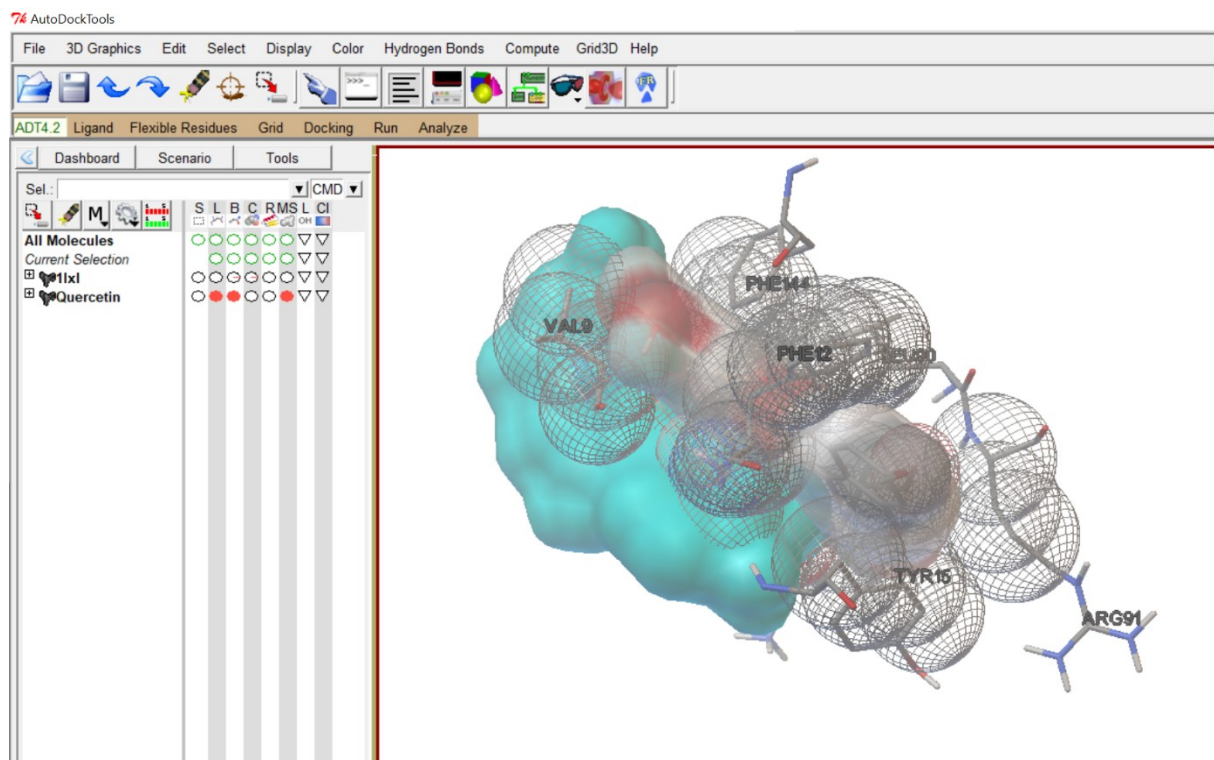 AutoDockTools
File 3D Graphics Edit Select Display Color Hydrogen Bonds Compute Grid3D Help
ADT4.2 Ligand Flexible Residues Grid Docking Run Analyze
Dashboard Scenario Tools
Sel.: CMD
M S L B C R MS L Cl
All Molecules
Current Selection
1lxl
Quercetin
PHE144
VAL9
PHE12
TYR15
ARG91